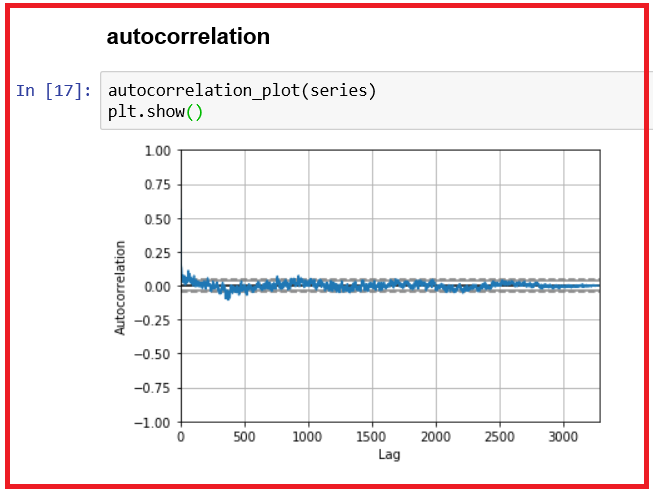 autocorrelation
In [17]: autocorrelation_plot(series)
plt.show()
1.00
0.75
0.50
0.25
0.00
−0.25
−0.50
−0.75
−1.00
Autocorrelation
0 500 1000 1500 2000 2500 3000
Lag